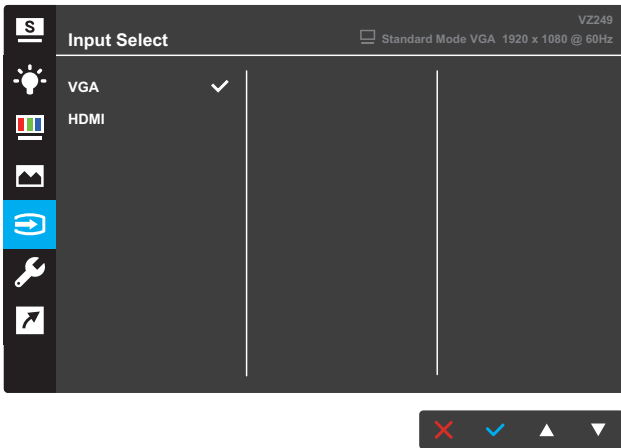 S
VZ249
Input Select
Standard Mode VGA 1920 x 1080 @ 60Hz
VGA
HDMI